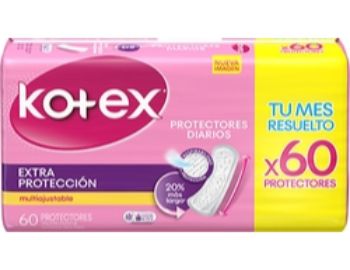 NUEVA
IMAGEN
kotex
PROTECTORES
DIARIOS
TU MES
RESUELTO
x60
PROTECTORES
EXTRA
PROTECCIÓN
multiajustable
20%
más
largo
60 PROTECTORES